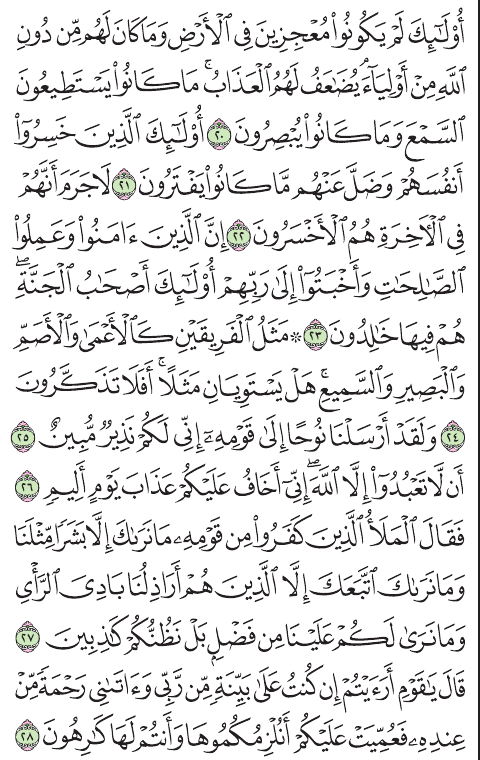 أُوْلَٰٓئِكَ لَمْ يَكُونُواْ مُعْجِزِينَ فِي ٱلْأَرْضِ وَمَا كَانَ لَهُم مِّن دُونِ
ٱللَّهِ مِنْ أَوْلِيَآءَۘ يُضَٰعَفُ لَهُمُ ٱلْعَذَابُۚ مَا كَانُواْ يَسْتَطِيعُونَ
ٱلسَّمْعَ وَمَا كَانُواْ يُبْصِرُونَ ٢٠ أُوْلَٰٓئِكَ ٱلَّذِينَ خَسِرُوٓاْ
أَنفُسَهُمْ وَضَلَّ عَنْهُم مَّا كَانُواْ يَفْتَرُونَ ٢١ لَا جَرَمَ أَنَّهُمْ
فِي ٱلْأٓخِرَةِ هُمُ ٱلْأَخْسَرُونَ ٢٢ إِنَّ ٱلَّذِينَ ءَامَنُواْ وَعَمِلُواْ
ٱلصَّٰلِحَٰتِ وَأَخْبَتُوٓاْ إِلَىٰ رَبِّهِمْ أُوْلَٰٓئِكَ أَصْحَٰبُ ٱلْجَنَّةِۖ
هُمْ فِيهَا خَٰلِدُونَ ٢٣ ۞ مَثَلُ ٱلْفَرِيقَيْنِ كَٱلْأَعْمَىٰ وَٱلْأَصَمِّ
وَٱلْبَصِيرِ وَٱلسَّمِيعِۚ هَلْ يَسْتَوِيَانِ مَثَلًاۚ أَفَلَا تَذَكَّرُونَ
٢٤ وَلَقَدْ أَرْسَلْنَا نُوحًا إِلَىٰ قَوْمِهِۦٓ إِنِّي لَكُمْ نَذِيرٌ مُّبِينٌ ٢٥
أَن لَّا تَعْبُدُوٓاْ إِلَّا ٱللَّهَۖ إِنِّيٓ أَخَافُ عَلَيْكُمْ عَذَابَ يَوْمٍ أَلِيمٍ ٢٦
فَقَالَ ٱلْمَلَأُ ٱلَّذِينَ كَفَرُواْ مِن قَوْمِهِۦ مَا نَرَىٰكَ إِلَّا بَشَرًا مِّثْلَنَا
وَمَا نَرَىٰكَ ٱتَّبَعَكَ إِلَّا ٱلَّذِينَ هُمْ أَرَاذِلُنَا بَادِيَ ٱلرَّأْيِ
وَمَا نَرَىٰ لَكُمْ عَلَيْنَا مِن فَضْلٍۭ بَلْ نَظُنُّكُمْ كَٰذِبِينَ ٢٧
قَالَ يَٰقَوْمِ أَرَءَيْتُمْ إِن كُنتُ عَلَىٰ بَيِّنَةٍ مِّن رَّبِّي وَءَاتَىٰنِي رَحْمَةً مِّنْ
عِندِهِۦ فَعُمِّيَتْ عَلَيْكُمْ أَنُلْزِمُكُمُوهَا وَأَنتُمْ لَهَا كَٰرِهُونَ ٢٨